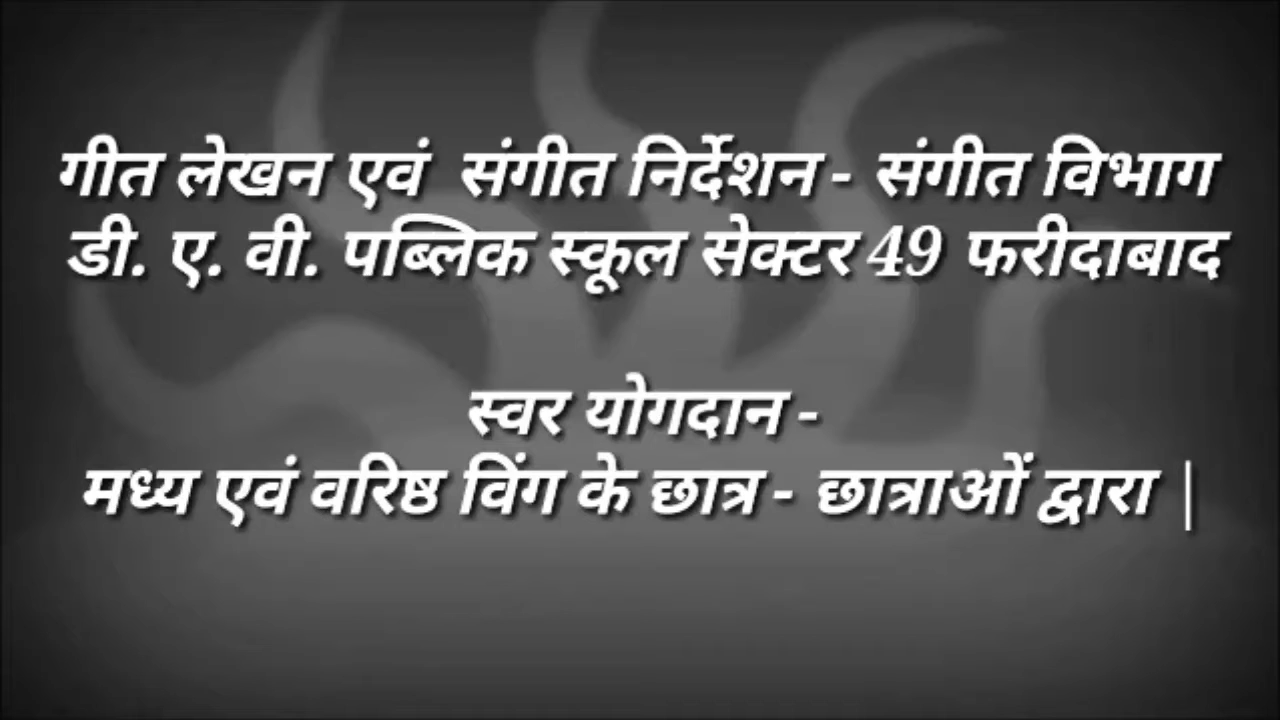 गीत लेखन एवं संगीत निर्देशन - संगीत विभाग
डी. ए. वी. पब्लिक स्कूल सेक्टर 49 फरीदाबाद
स्वर योगदान -
मध्य एवं वरिष्ठ विंग के छात्र - छात्राओं द्वारा |